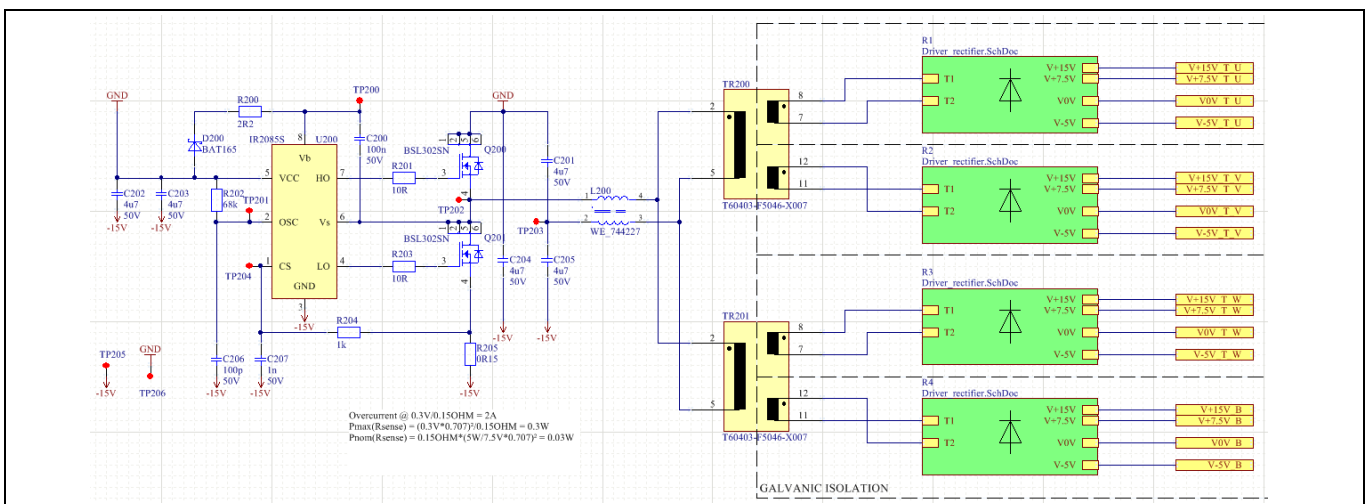 R1
Driver_rectifier.SchDoc
V+15V
V+7.5V
V0V
V-5V
T1
T2
V+15V_T_U
V+7.5V_T_U
V0V_T_U
V-5V_T_U
R2
Driver_rectifier.SchDoc
V+15V
V+7.5V
V0V
V-5V
T1
T2
V+15V_T_V
V+7.5V_T_V
V0V_T_V
V-5V_T_V
R3
Driver_rectifier.SchDoc
V+15V
V+7.5V
V0V
V-5V
T1
T2
V+15V_T_W
V+7.5V_T_W
V0V_T_W
V-5V_T_W
R4
Driver_rectifier.SchDoc
V+15V
V+7.5V
V0V
V-5V
T1
T2
V+15V_B
V+7.5V_B
V0V_B
V-5V_B
TR200
2
5
8
7
12
11
T60403-F5046-X007
TR201
2
5
8
7
12
11
T60403-F5046-X007
GND
R200
2R2
D200
BAT165
IR2085S
U200
8
Vb
5
VCC
HO
7
2
OSC
Vs
6
1
CS
LO
4
GND
3
-15V
TP200
C200
100n
50V
C202
4u7
50V
-15V
C203
4u7
50V
-15V
R202
68k
TP201
TP204
R201
10R
R203
10R
BSL302SN
1
2
5
6
Q200
3
4
TP202
BSL302SN
1
2
5
6
Q201
3
4
GND
C201
4u7
50V
TP203
C204
4u7
50V
-15V
C205
4u7
50V
-15V
L200
1
4
2
3
WE_744227
R204
1k
R205
0R15
-15V
C206
100p
50V
-15V
C207
1n
50V
-15V
TP205
-15V
GND
TP206
Overcurrent @ 0.3V/0.15OHM = 2A
Pmax(Rsense) = (0.3V*0.707)²/0.15OHM = 0.3W
Pnom(Rsense) = 0.15OHM*(5W/7.5V*0.707)² = 0.03W
GALVANIC ISOLATION